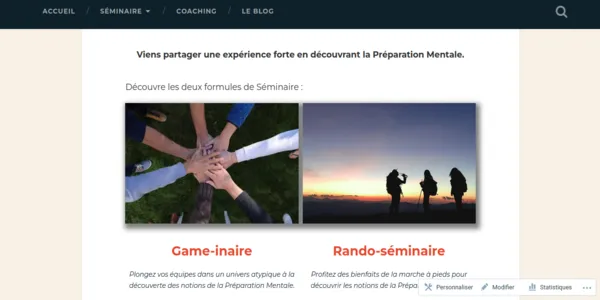 ACCUEIL / SÉMINAIRE / COACHING / LE BLOG
Viens partager une expérience forte en découvrant la Préparation Mentale.
Découvre les deux formules de Séminaire :
Game-inaire
Plongez vos équipes dans un univers atypique à la
découverte des notions de la Préparation Mentale.
Rando-séminaire
Profitez des bienfaits de la marche à pieds pour
découvrir les notions de la
Personnaliser Modifier Statistiques